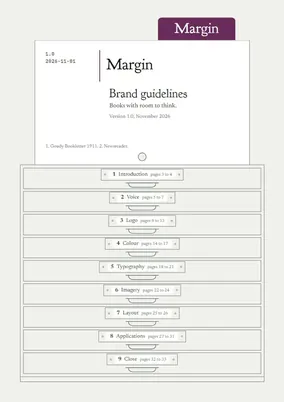 Margin
1.0
2026-11-01
Margin
Brand guidelines
Books with room to think.
Version 1.0, November 2026
1. Goudy Bookletter 1911. 2. Newsreader.
1 Introduction pages 3 to 4
2 Voice pages 5 to 7
3 Logo pages 8 to 13
4 Colour pages 14 to 17
5 Typography pages 18 to 21
6 Imagery pages 22 to 24
7 Layout pages 25 to 26
8 Applications pages 27 to 31
9 Close pages 32 to 33